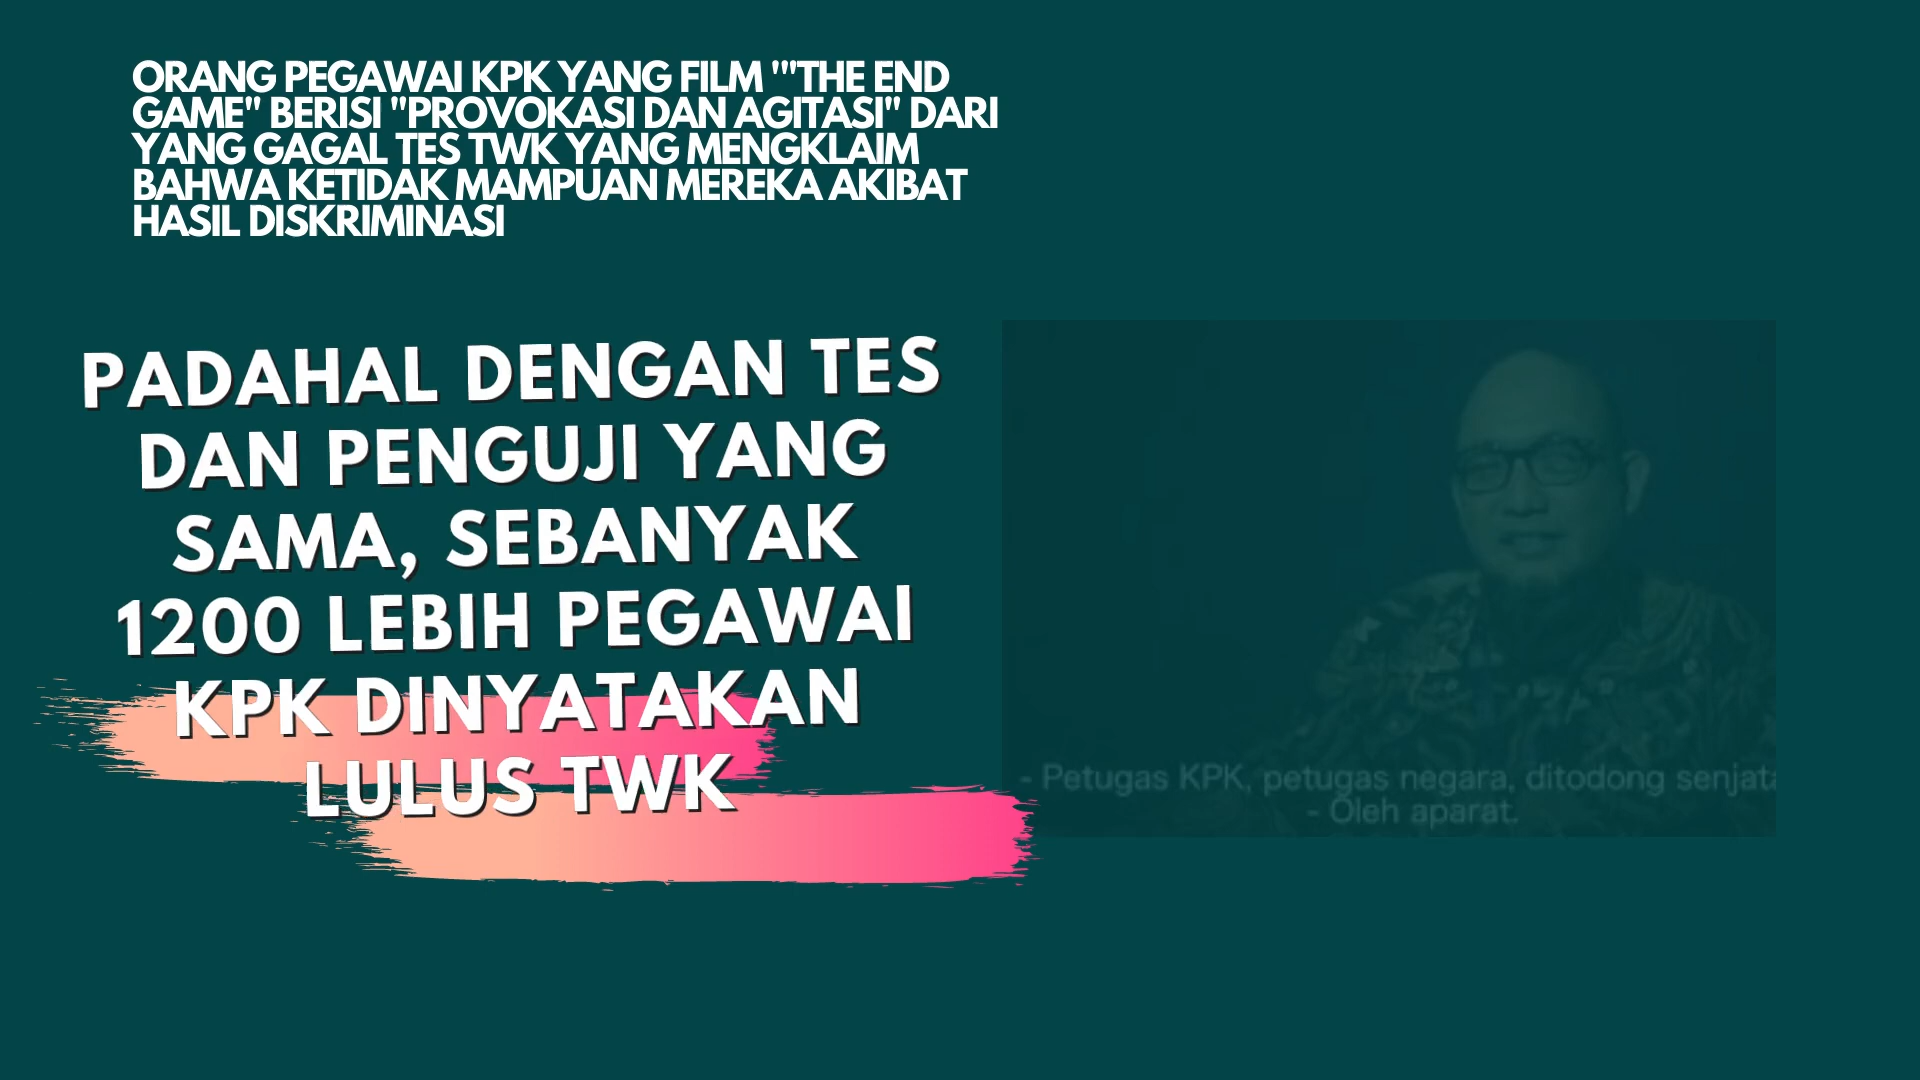 ORANG PEGAWAI KPK YANG FILM '"THE END
GAME" BERISI "PROVOKASI DAN AGITASI" DARI
YANG GAGAL TES TWK YANG MENGKLAIM
BAHWA KETIDAK MAMPUAN MEREKA AKIBAT
HASIL DISKRIMINASI
PADAHAL DENGAN TES
DAN PENGUJI YANG
SAMA, SEBANYAK
1200 LEBIH PEGAWAI
KPK DINYATAKAN
LULUS TWK
- Petugas KPK, petugas negara, ditodong senjata
- Oleh aparat.